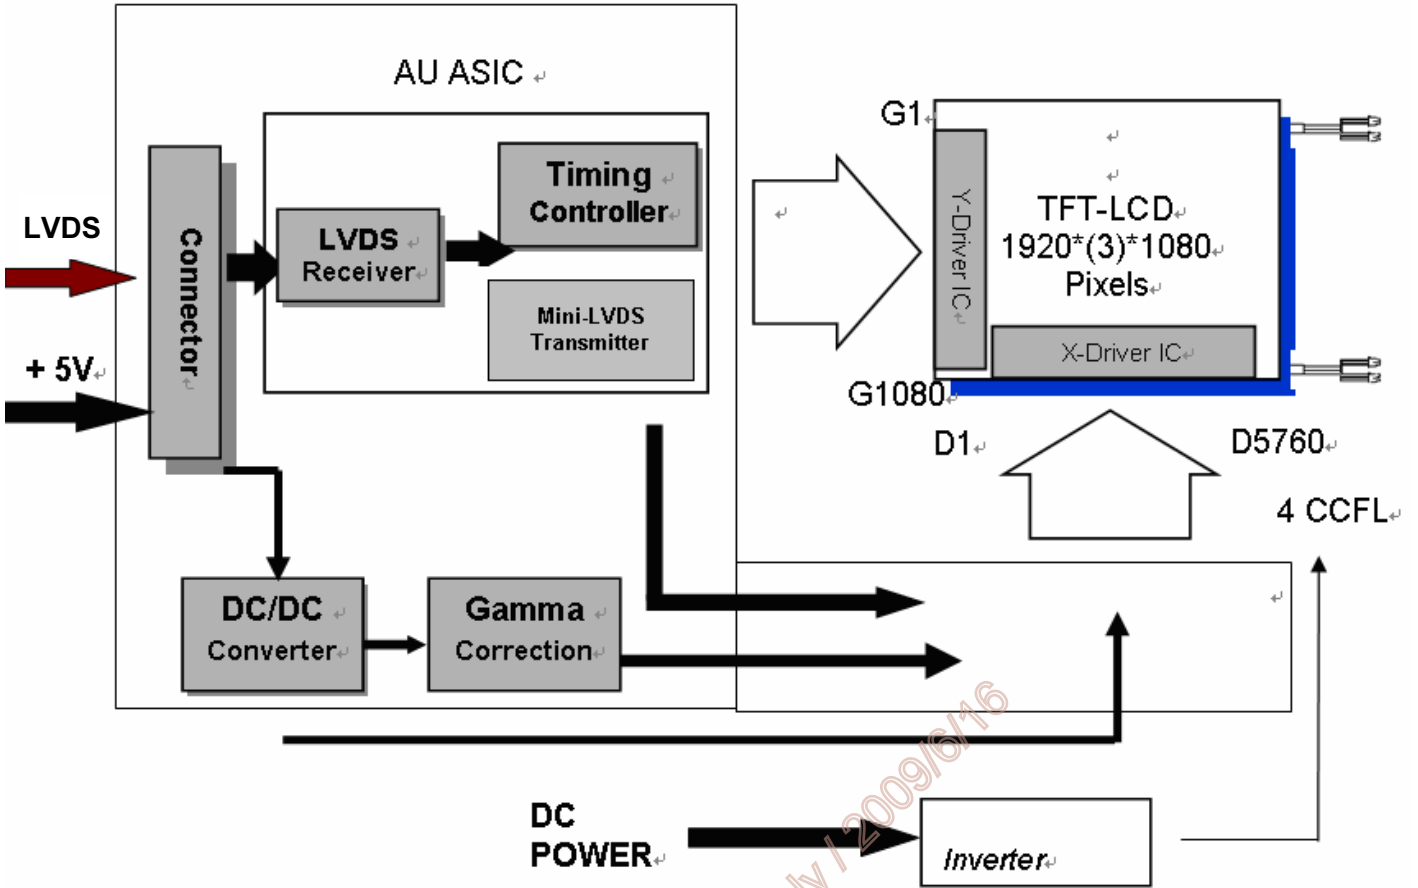 AU ASIC
G1
LVDS
+ 5V
Connector
LVDS
Receiver
Timing
Controller
Mini-LVDS
Transmitter
Y-Driver IC
TFT-LCD
1920*(3)*1080
Pixels
X-Driver IC
G1080
D1
D5760
4 CCFL
DC/DC
Converter
Gamma
Correction
DC
POWER
Inverter
/ 2009/6/16